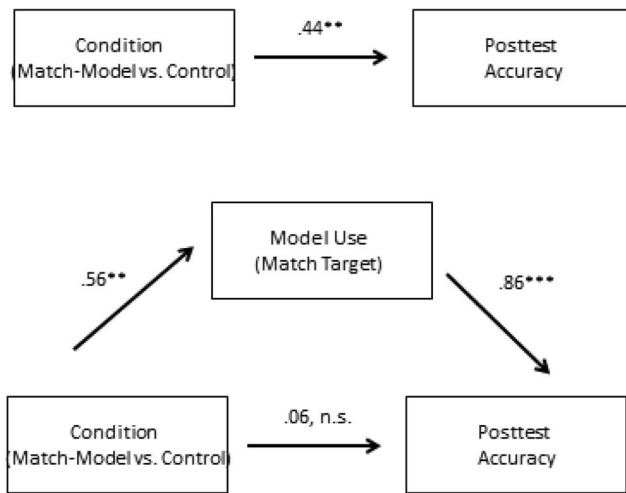 Condition
(Match-Model vs. Control)
.44**
Posttest
Accuracy
Model Use
(Match Target)
.56**
.86***
Condition
(Match-Model vs. Control)
.06, n.s.
Posttest
Accuracy